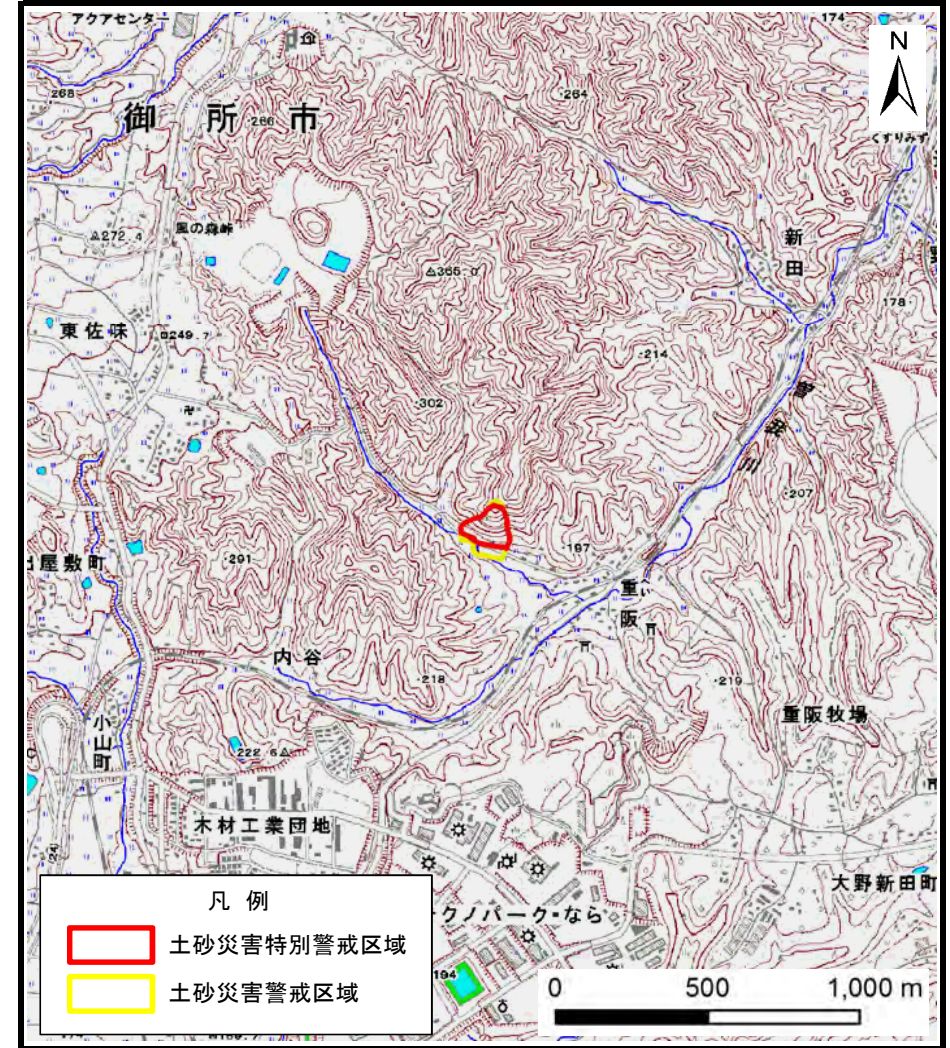 アクアセンター
174
N
268
264
御所市
266
くすりみず
風の森峠
272.4
新田
365.0
178
東佐味
249.7
214
曽我川
302
207
291
197
屋敷町
重阪
内谷
218
219
重阪牧場
小山町
222.6
木材工業団地
大野新田町
クノパーク・なら
194
凡 例
土砂災害特別警戒区域
土砂災害警戒区域
0 500 1,000 m